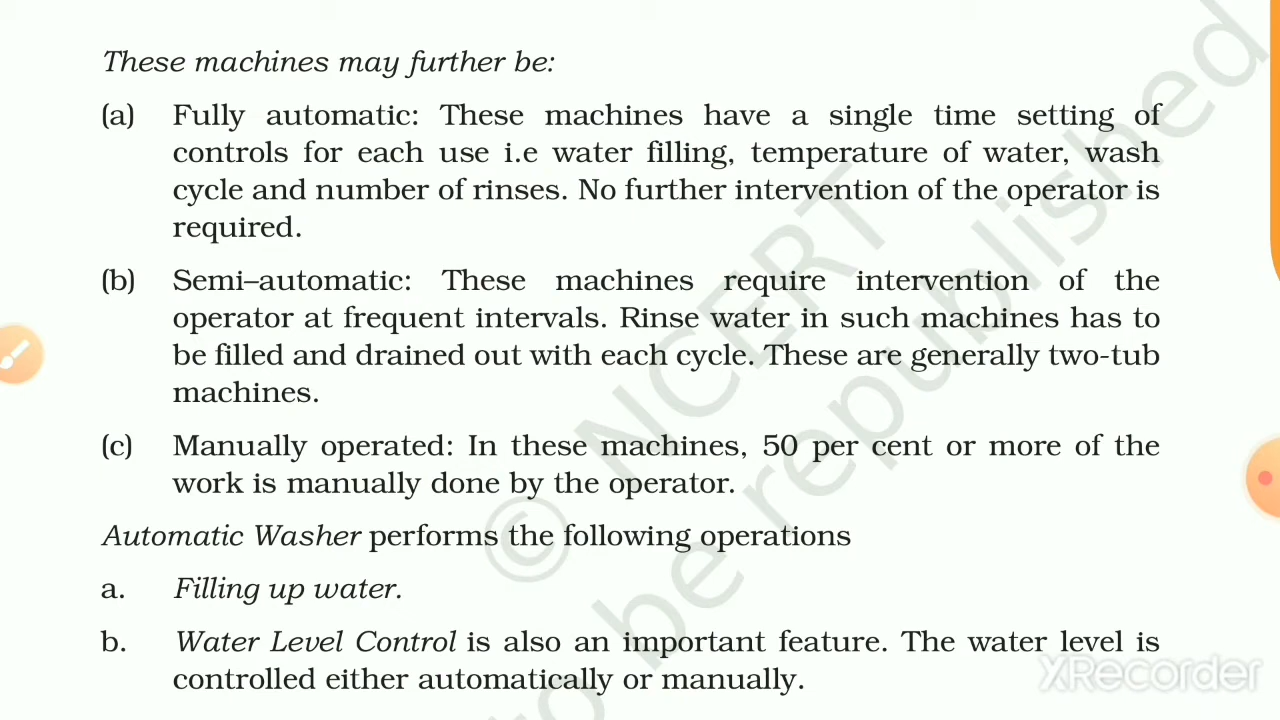 These machines may further be:
(a) Fully automatic: These machines have a single time setting of
controls for each use i.e water filling, temperature of water, wash
cycle and number of rinses. No further intervention of the operator is
required.
(b) Semi–automatic: These machines require intervention of the
operator at frequent intervals. Rinse water in such machines has to
be filled and drained out with each cycle. These are generally two-tub
machines.
(c) Manually operated: In these machines, 50 per cent or more of the
work is manually done by the operator.
Automatic Washer performs the following operations
a. Filling up water.
b. Water Level Control is also an important feature. The water level is
controlled either automatically or manually.
© NCERT
to be republished
XRecorder